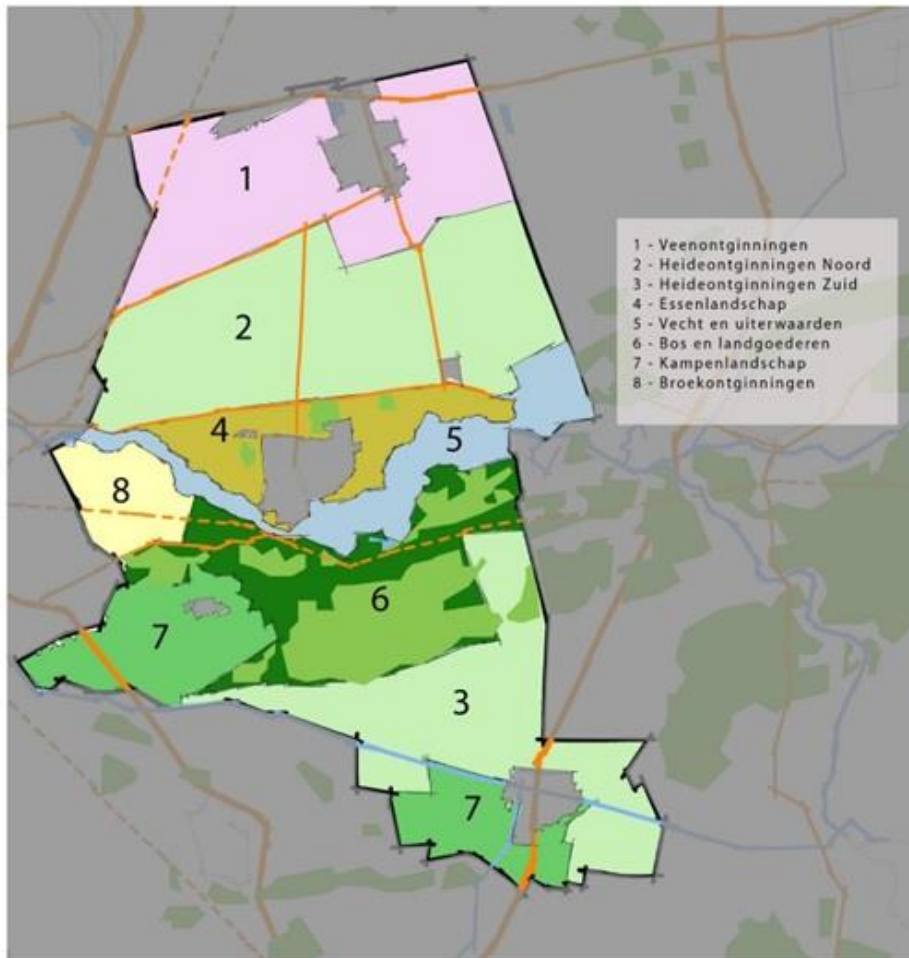 1
1 - Veenontginningen
2 - Heideontginningen Noord
3 - Heideontginningen Zuid
4 - Essenlandschap
5 - Vecht en uiterwaarden
6 - Bos en landgoederen
7 - Kampenlandschap
8 - Broekontginningen
2
4
5
8
6
7
3
7